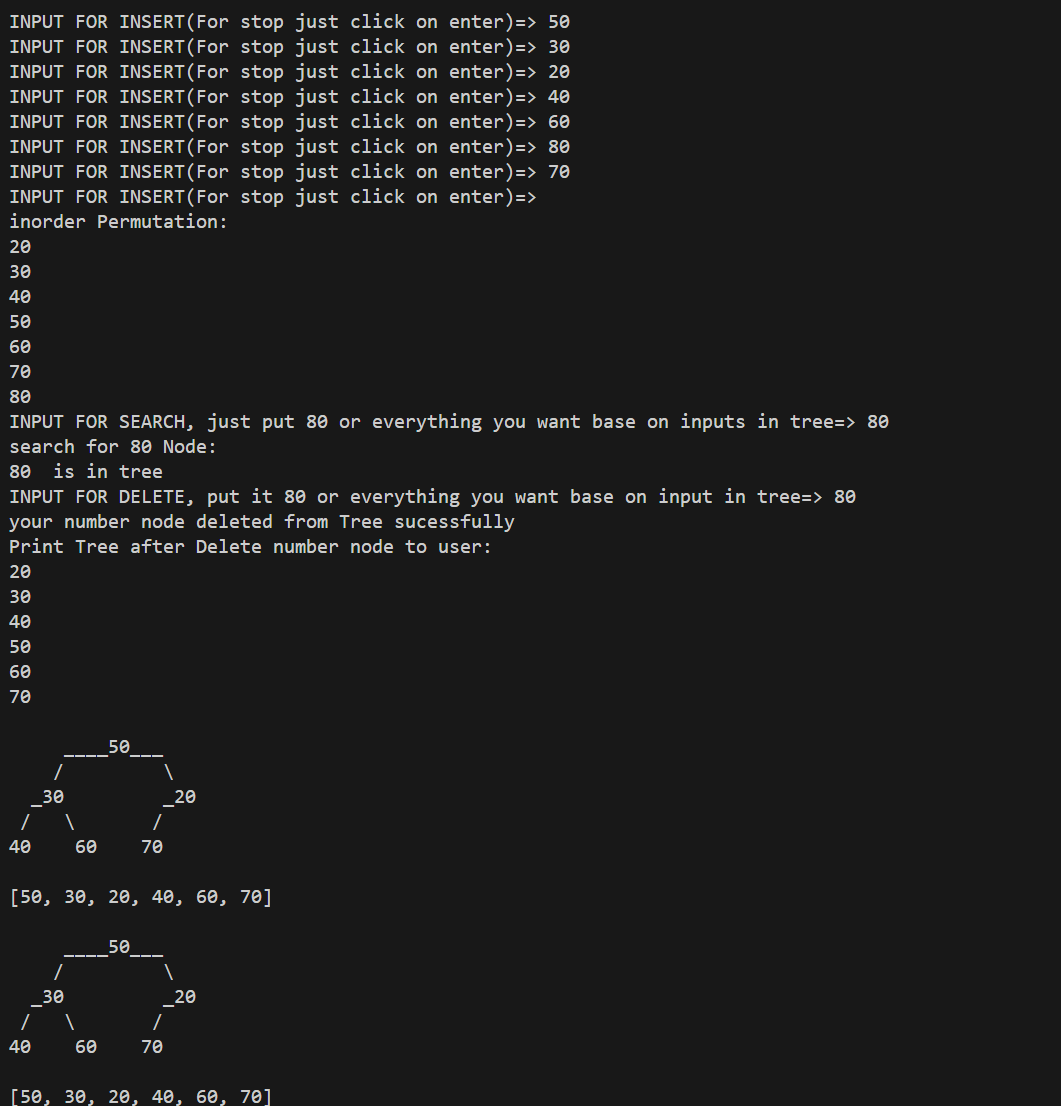 INPUT FOR INSERT(For stop just click on enter)=> 50
INPUT FOR INSERT(For stop just click on enter)=> 30
INPUT FOR INSERT(For stop just click on enter)=> 20
INPUT FOR INSERT(For stop just click on enter)=> 40
INPUT FOR INSERT(For stop just click on enter)=> 60
INPUT FOR INSERT(For stop just click on enter)=> 80
INPUT FOR INSERT(For stop just click on enter)=> 70
INPUT FOR INSERT(For stop just click on enter)=>
inorder Permutation:
20
30
40
50
60
70
80
INPUT FOR SEARCH, just put 80 or everything you want base on inputs in tree=> 80
search for 80 Node:
80  is in tree
INPUT FOR DELETE, put it 80 or everything you want base on input in tree=> 80
your number node deleted from Tree sucessfully
Print Tree after Delete number node to user:
20
30
40
50
60
70
     ____50___
    /         \
  _30         _20
 /   \       /
40    60    70
[50, 30, 20, 40, 60, 70]
     ____50___
    /         \
  _30         _20
 /   \       /
40    60    70
[50, 30, 20, 40, 60, 70]